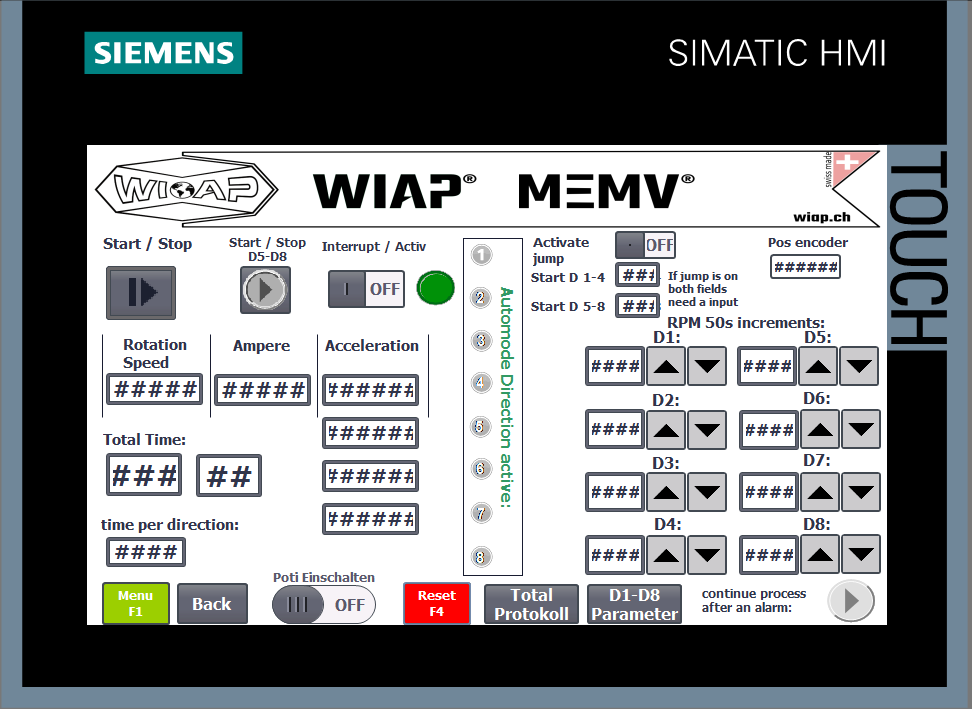 SIEMENS
SIMATIC HMI
TOUCH
WIAP
WIAP®
MEMV®
swiss made
wiap.ch
Start / Stop
Start / Stop
D5-D8
Interrupt / Activ
OFF
Activate
jump
OFF
Pos encoder
######
Start D 1-4
###
If jump is on
both fields
need a input
Start D 5-8
###
RPM 50s increments:
Rotation
Speed
Ampere
Acceleration
#####
#####
######
######
######
######
Total Time:
###
##
time per direction:
####
1
2
3
4
5
6
7
8
Automode Direction active:
D1:
D5:
####
####
D2:
D6:
####
####
D3:
D7:
####
####
D4:
D8:
####
####
Menu
F1
Back
Poti Einschalten
OFF
Reset
F4
Total
Protokoll
D1-D8
Parameter
continue process
after an alarm: